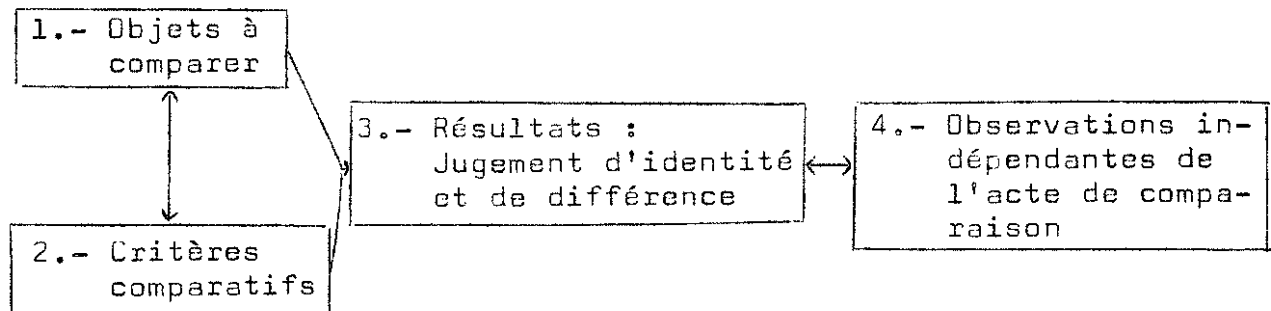 1.- Objets à
comparer
2.- Critères
comparatifs
3.- Résultats :
Jugement d'identité
et de différence
4.- Observations in-
dépendantes de
l'acte de compa-
raison